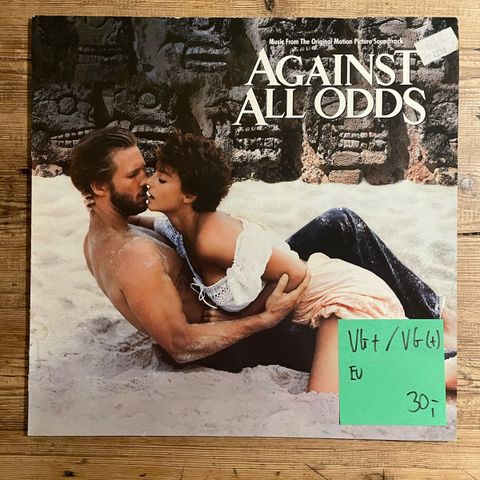 Music From The Original Motion Picture Soundtrack
AGAINST
ALL ODDS
VG+/VG(+)
EU
30,-